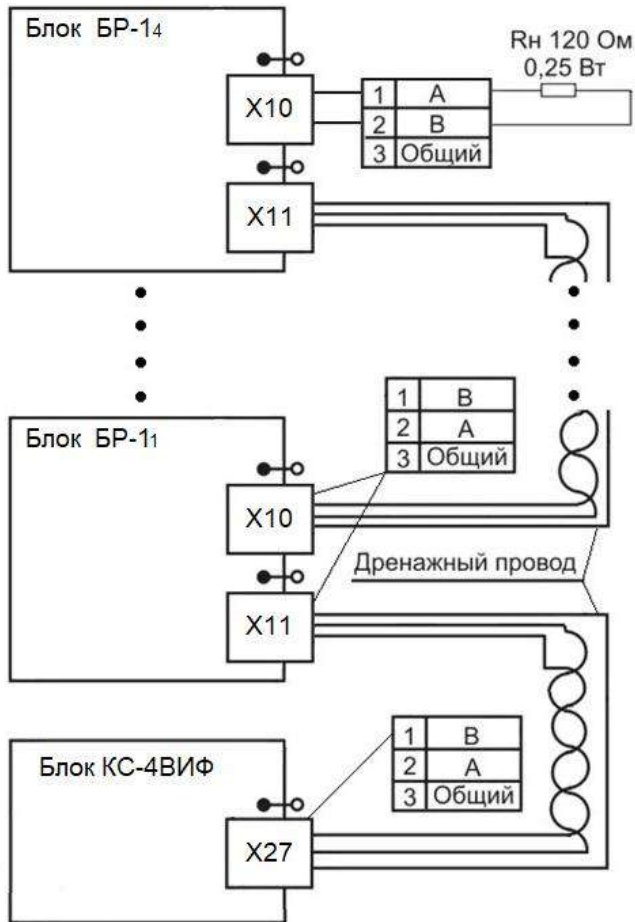 Блок БР-14
Rн 120 Ом
0,25 Вт
X10
1 A
2 B
3 Общий
X11
1 B
2 A
3 Общий
Блок БР-11
X10
Дренажный провод
X11
1 B
2 A
3 Общий
Блок КС-4ВИФ
X27